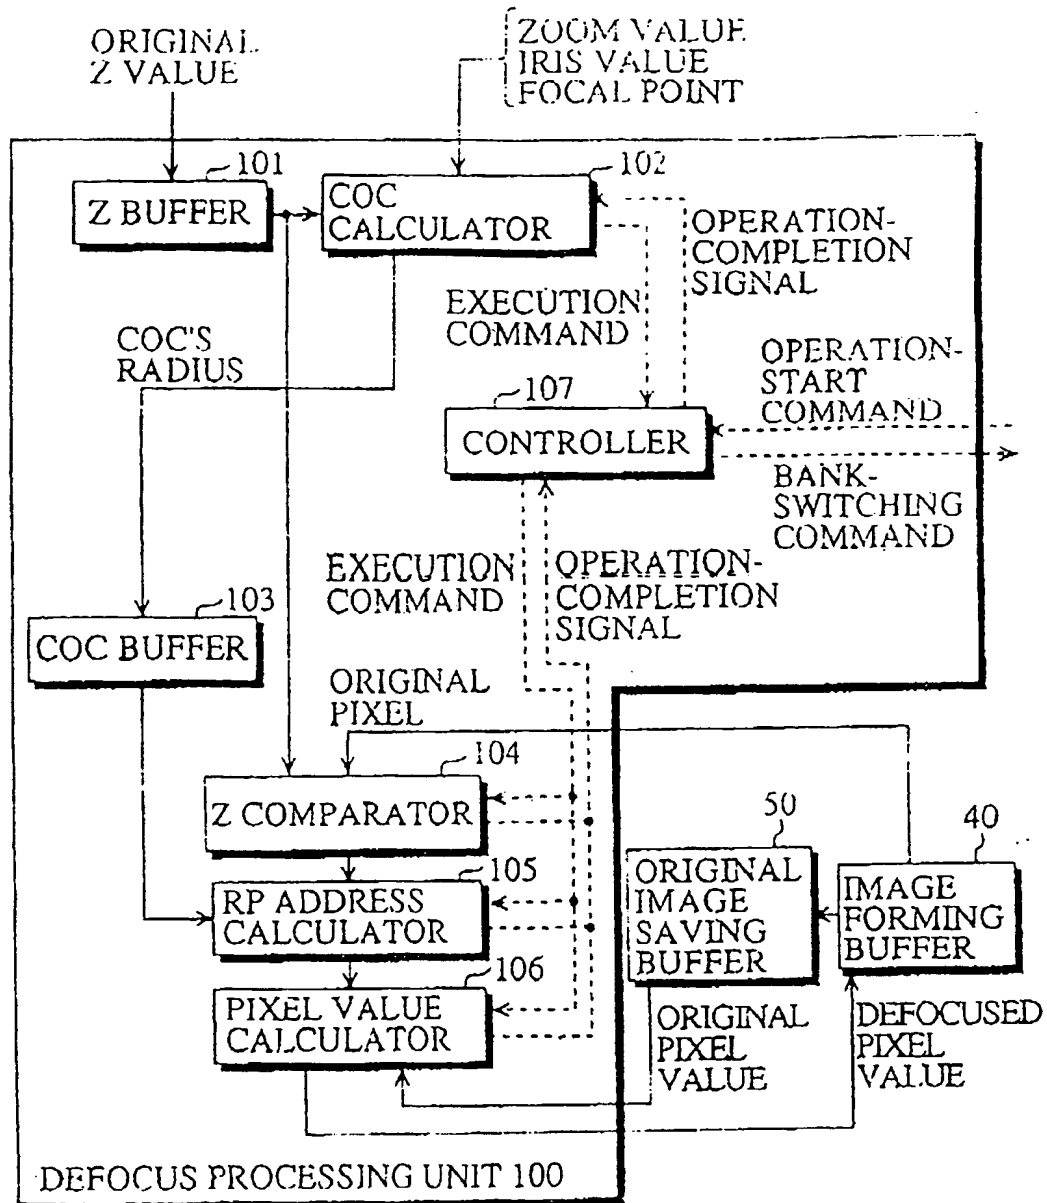 ORIGINAL
Z VALUE
ZOOM VALUE
IRIS VALUE
FOCAL POINT
101
Z BUFFER
102
COC
CALCULATOR
OPERATION-
COMPLETION
SIGNAL
EXECUTION
COMMAND
COC'S
RADIUS
OPERATION-
START
COMMAND
107
CONTROLLER
BANK-
SWITCHING
COMMAND
EXECUTION
COMMAND
OPERATION-
COMPLETION
SIGNAL
103
COC BUFFER
ORIGINAL
PIXEL
104
Z COMPARATOR
50
ORIGINAL
IMAGE
SAVING
BUFFER
40
IMAGE
FORMING
BUFFER
105
RP ADDRESS
CALCULATOR
106
PIXEL VALUE
CALCULATOR
ORIGINAL
PIXEL
VALUE
DEFOCUSED
PIXEL
VALUE
DEFOCUS PROCESSING UNIT 100